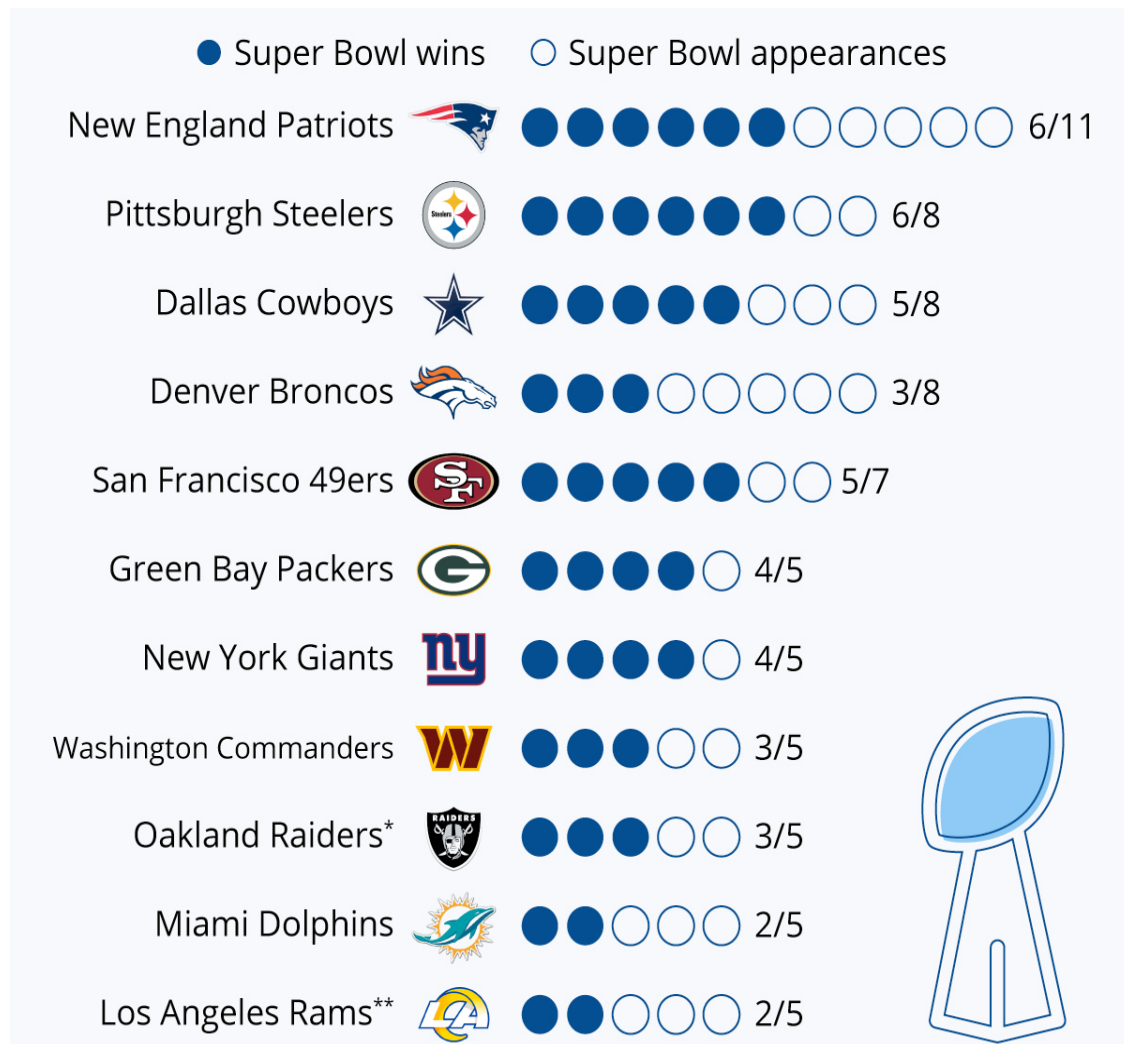 Super Bowl wins Super Bowl appearances
New England Patriots 6/11
Pittsburgh Steelers Steelers 6/8
Dallas Cowboys 5/8
Denver Broncos 3/8
San Francisco 49ers SF 5/7
Green Bay Packers G 4/5
New York Giants ny 4/5
Washington Commanders W 3/5
Oakland Raiders* RAIDERS 3/5
Miami Dolphins 2/5
Los Angeles Rams** LA 2/5